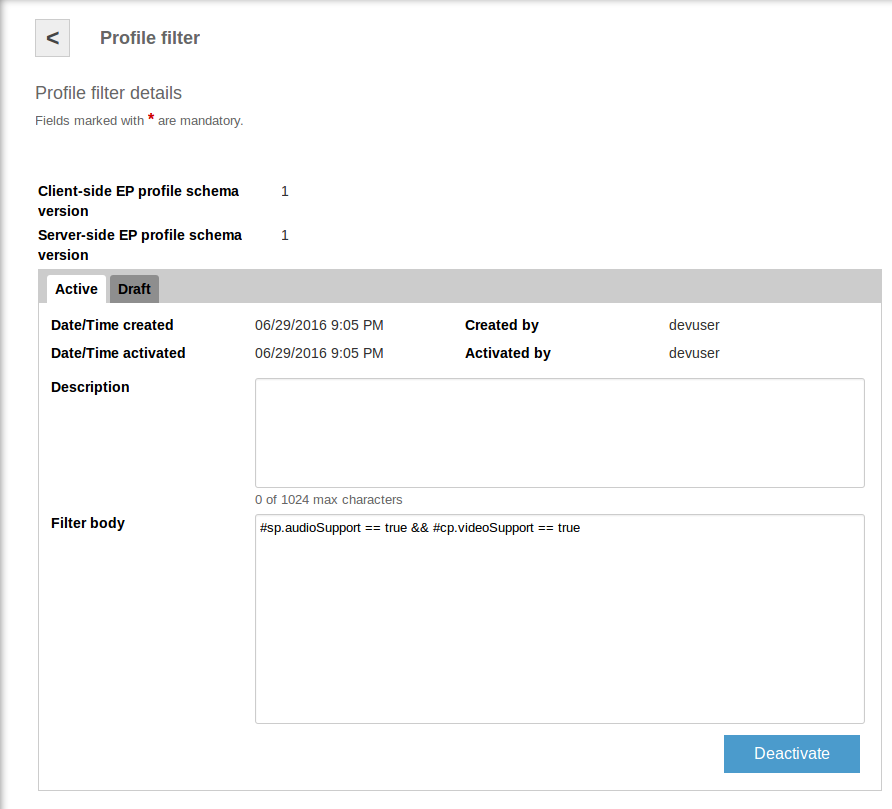 < Profile filter
Profile filter details
Fields marked with * are mandatory.
Client-side EP profile schema 1
version
Server-side EP profile schema 1
version
Active Draft
Date/Time created 06/29/2016 9:05 PM Created by devuser
Date/Time activated 06/29/2016 9:05 PM Activated by devuser
Description
0 of 1024 max characters
Filter body
#sp.audioSupport == true && #cp.videoSupport == true
Deactivate